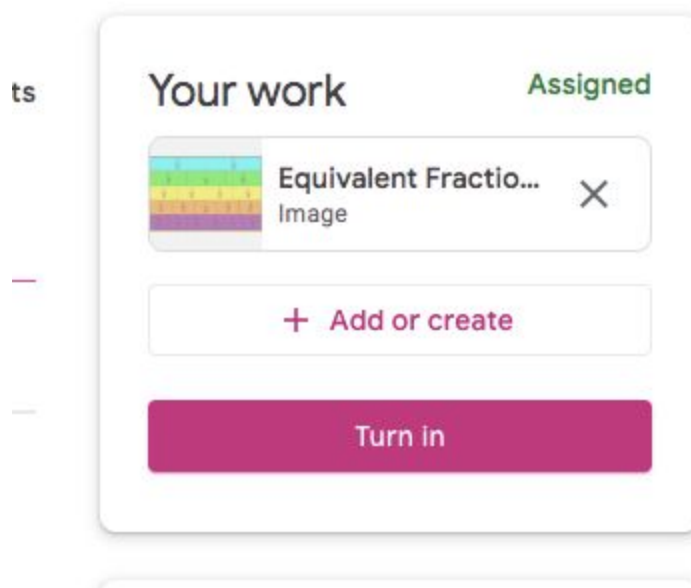 ts
Your work
Assigned
Equivalent Fractio...
Image
+ Add or create
Turn in